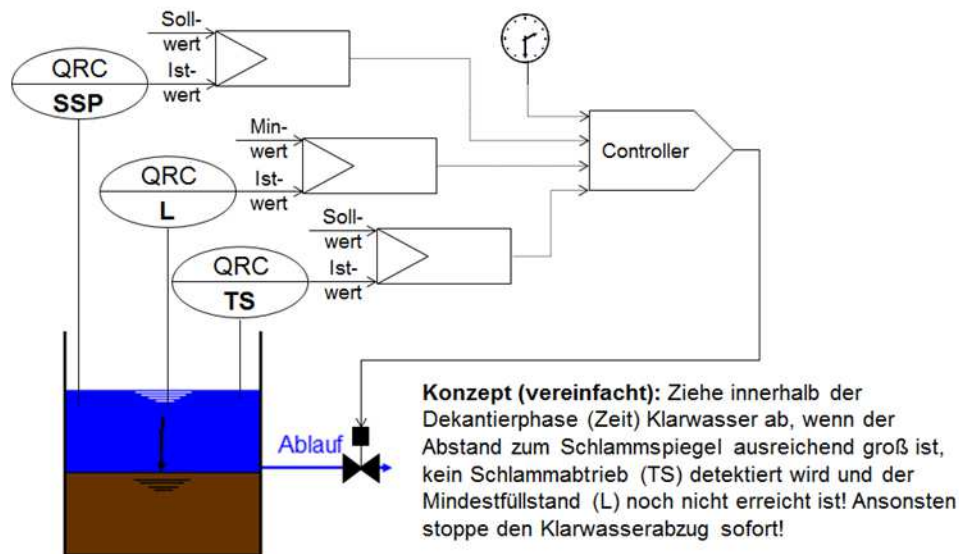 Soll-
wert
Ist-
wert
QRC
SSP
Min-
wert
Ist-
wert
QRC
L
Soll-
wert
Ist-
wert
QRC
TS
Controller
Ablauf
Konzept (vereinfacht): Ziehe innerhalb der
Dekantierphase (Zeit) Klarwasser ab, wenn der
Abstand zum Schlammspiegel ausreichend groß ist,
kein Schlammabtrieb (TS) detektiert wird und der
Mindestfüllstand (L) noch nicht erreicht ist! Ansonsten
stoppe den Klarwasserabzug sofort!